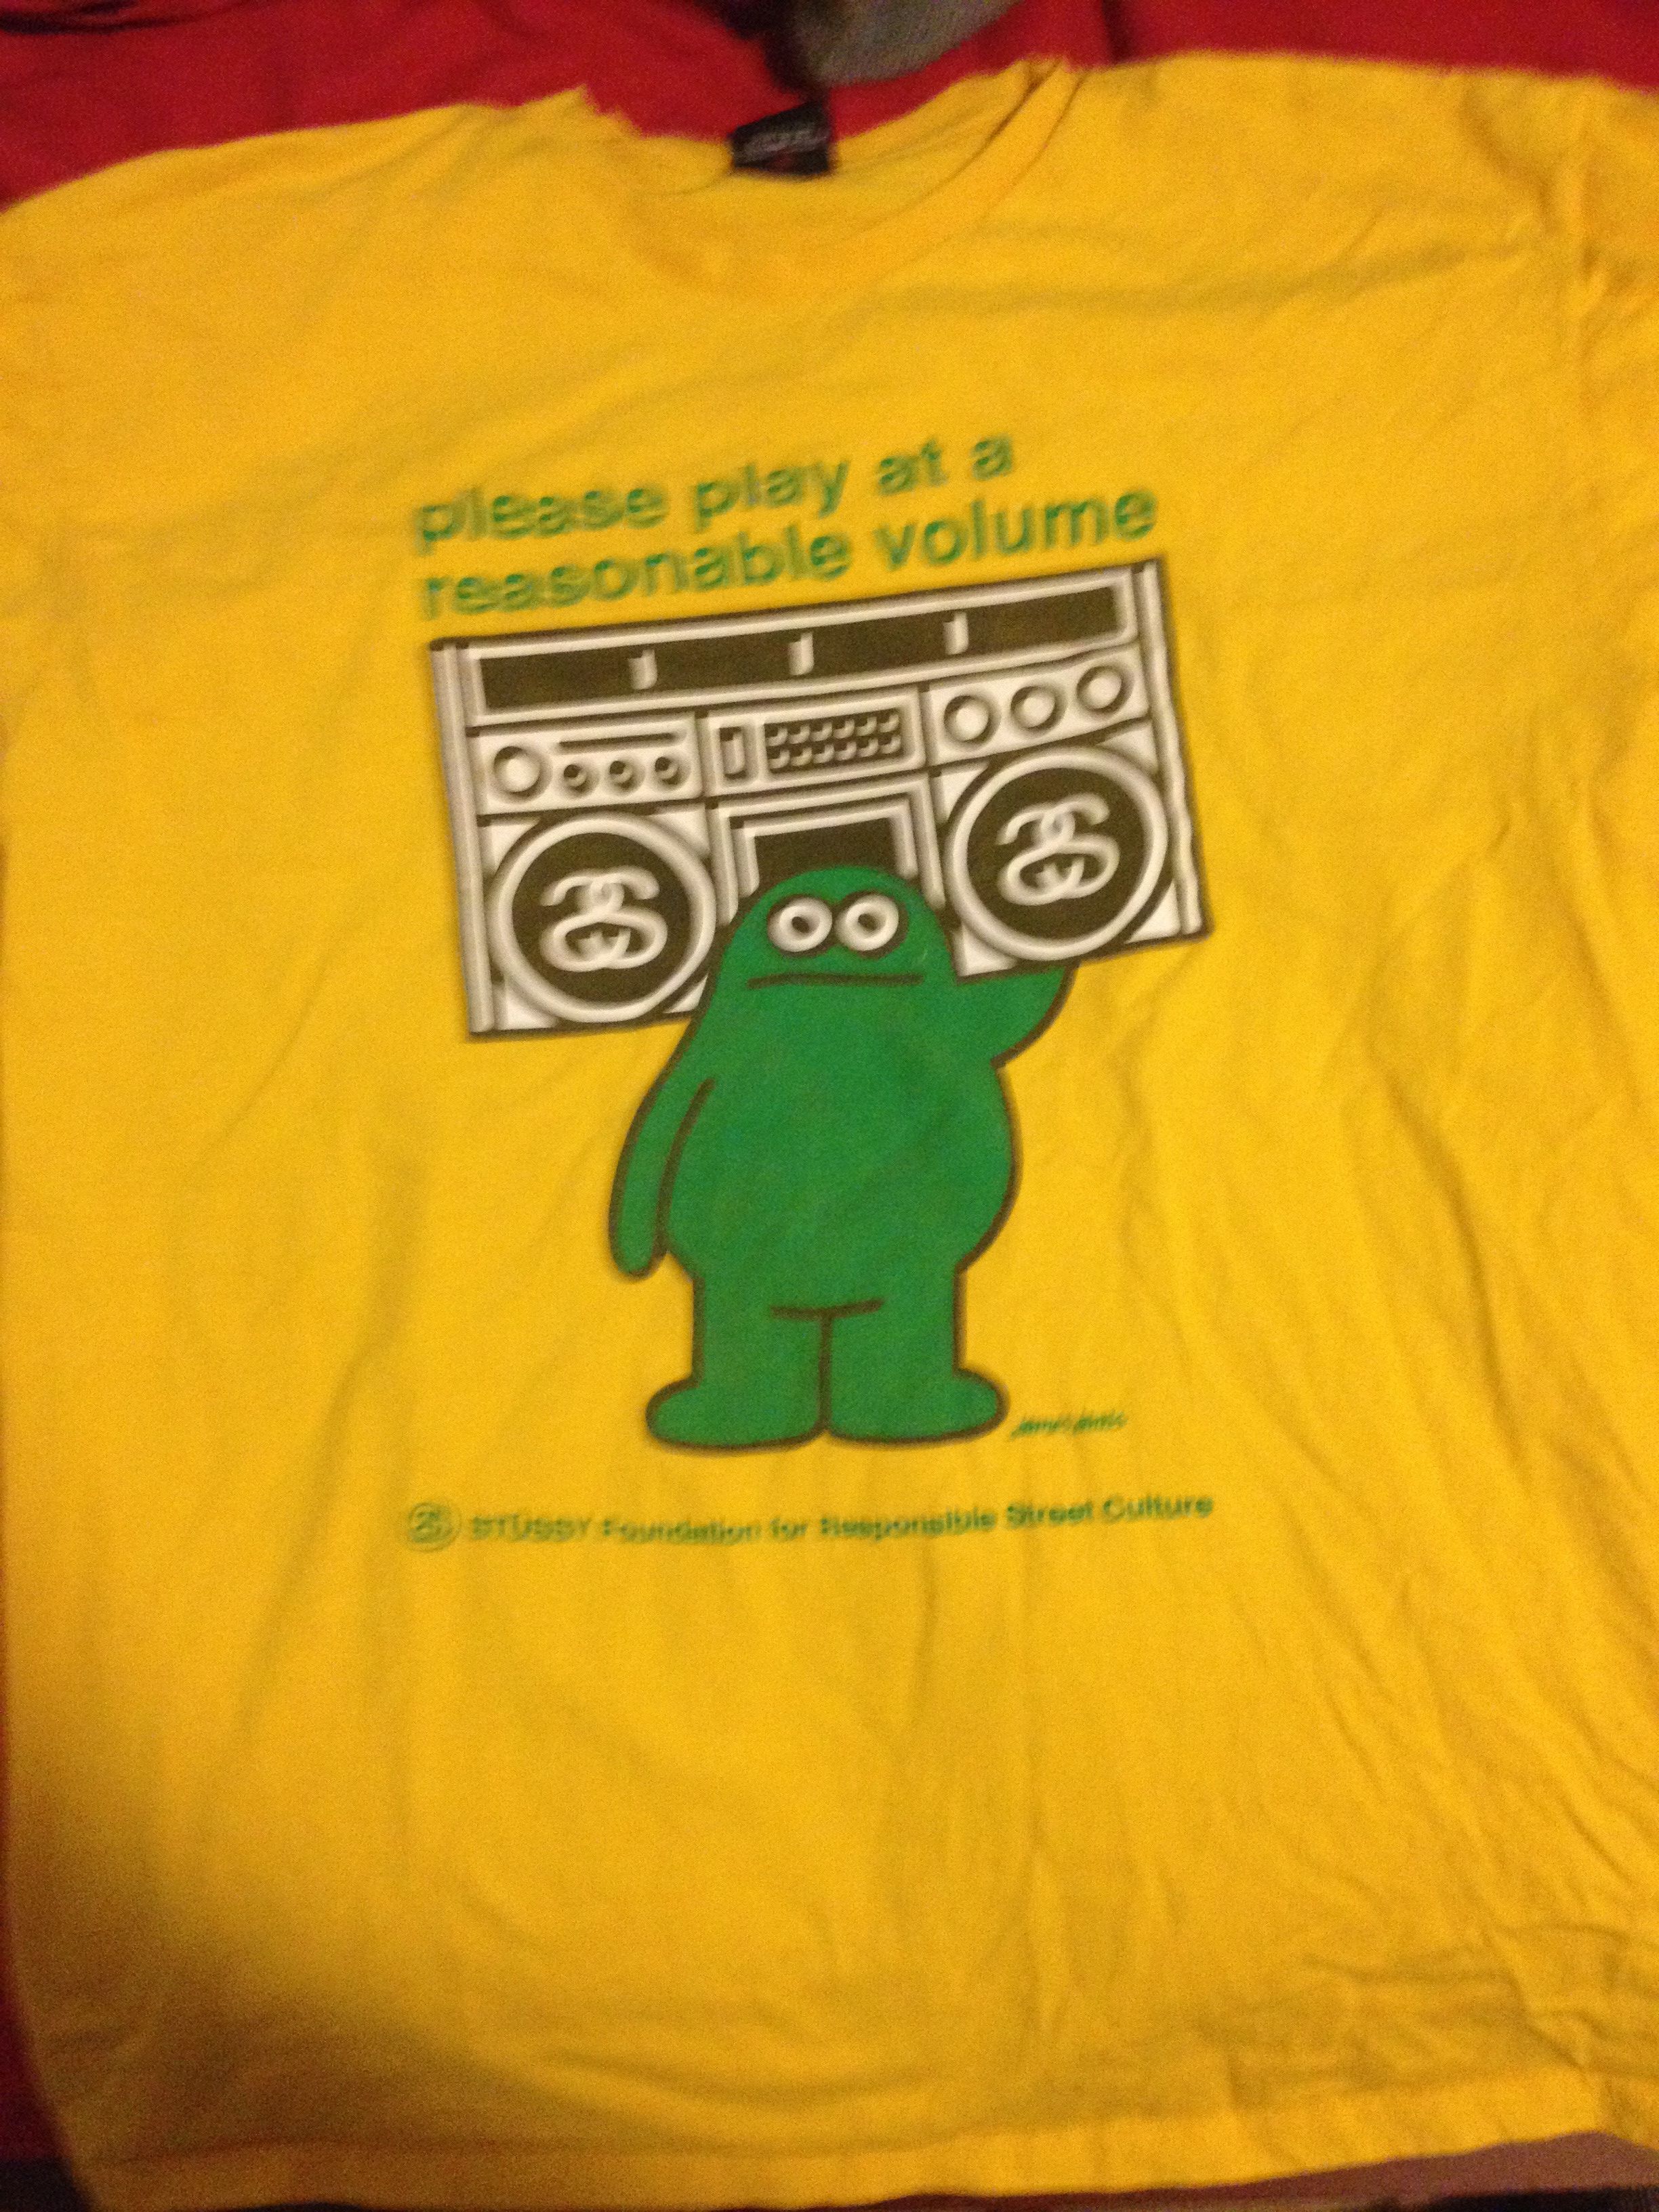 please play at a
reasonable volume
STÜSSY Foundation for Responsible Street Culture